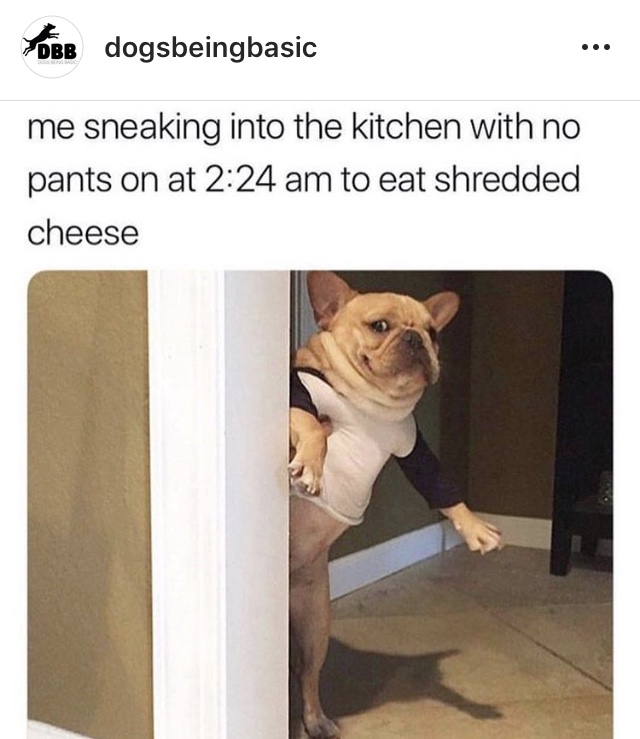 DBB
dogsbeingbasic
me sneaking into the kitchen with no
pants on at 2:24 am to eat shredded
cheese